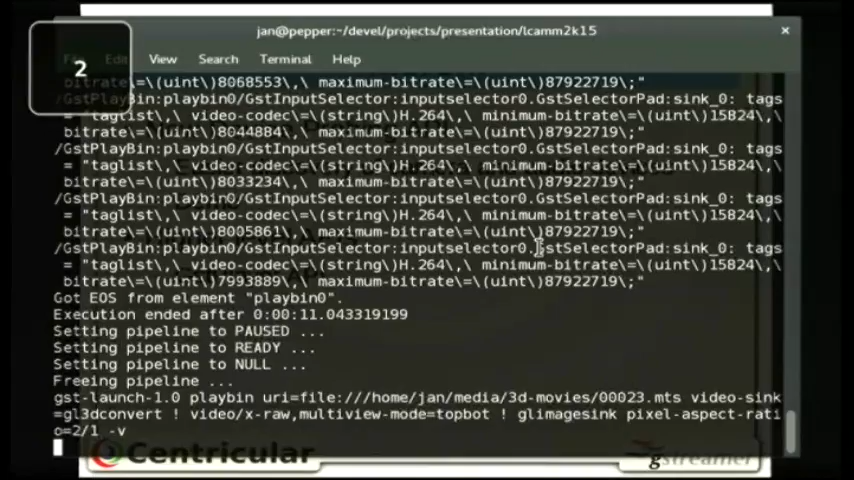 jan@pepper:~/devel/projects/presentation/lcamm2k15
2
Edit View Search Terminal Help
bitrate\=\(uint\)8068553\,\ maximum-bitrate\=\(uint\)87922719\;"
/GstPlayBin:playbin0/GstInputSelector:inputselector0.GstSelectorPad:sink_0: tags
= "taglist\,\ video-codec\=\(string\)H.264\,\ minimum-bitrate\=\(uint\)15824\,\
bitrate\=\(uint\)8044884\,\ maximum-bitrate\=\(uint\)87922719\;"
/GstPlayBin:playbin0/GstInputSelector:inputselector0.GstSelectorPad:sink_0: tags
= "taglist\,\ video-codec\=\(string\)H.264\,\ minimum-bitrate\=\(uint\)15824\,\
bitrate\=\(uint\)8033234\,\ maximum-bitrate\=\(uint\)87922719\;"
/GstPlayBin:playbin0/GstInputSelector:inputselector0.GstSelectorPad:sink_0: tags
= "taglist\,\ video-codec\=\(string\)H.264\,\ minimum-bitrate\=\(uint\)15824\,\
bitrate\=\(uint\)8005861\,\ maximum-bitrate\=\(uint\)87922719\;"
/GstPlayBin:playbin0/GstInputSelector:inputselector0.GstSelectorPad:sink_0: tags
= "taglist\,\ video-codec\=\(string\)H.264\,\ minimum-bitrate\=\(uint\)15824\,\
bitrate\=\(uint\)7993889\,\ maximum-bitrate\=\(uint\)87922719\;"
Got EOS from element "playbin0".
Execution ended after 0:00:11.043319199
Setting pipeline to PAUSED ...
Setting pipeline to READY ...
Setting pipeline to NULL ...
Freeing pipeline ...
gst-launch-1.0 playbin uri=file:///home/jan/media/3d-movies/00023.mts video-sink
=gl3dconvert ! video/x-raw,multiview-mode=topbot ! glimagesink pixel-aspect-rati
o=2/1 -v
Centricular
gstreamer